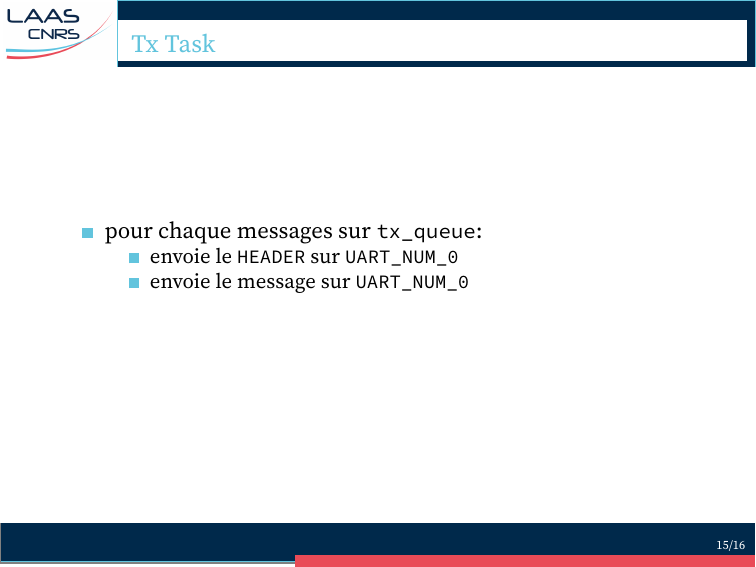 LAAS
CNRS
Tx Task
pour chaque messages sur tx_queue:
envoie le HEADER sur UART_NUM_0
envoie le message sur UART_NUM_0
15/16